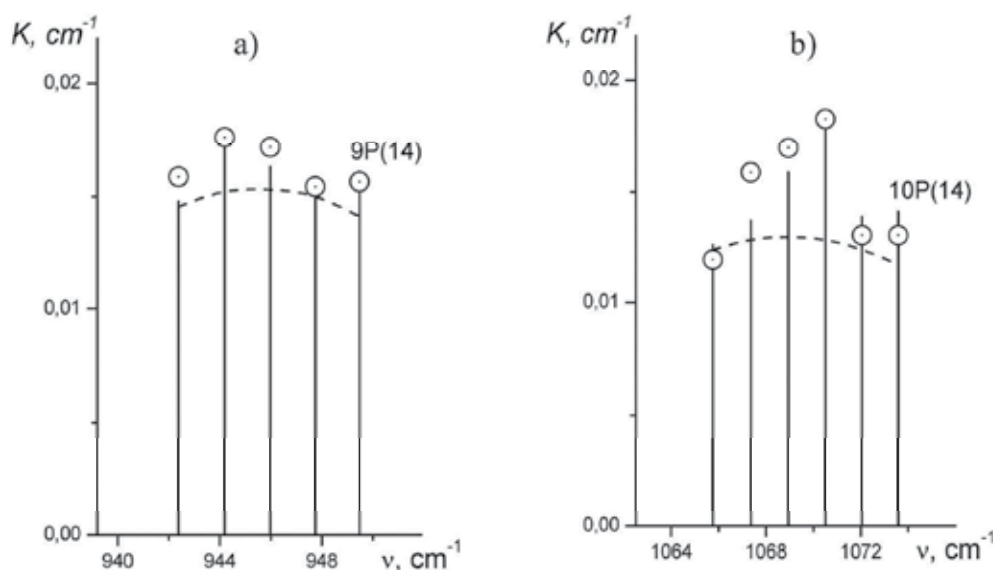 K, cm⁻¹
a)
0,02
9P(14)
0,01
0,00
940
944
948
ν, cm⁻¹
K, cm⁻¹
b)
0,02
10P(14)
0,01
0,00
1064
1068
1072
ν, cm⁻¹